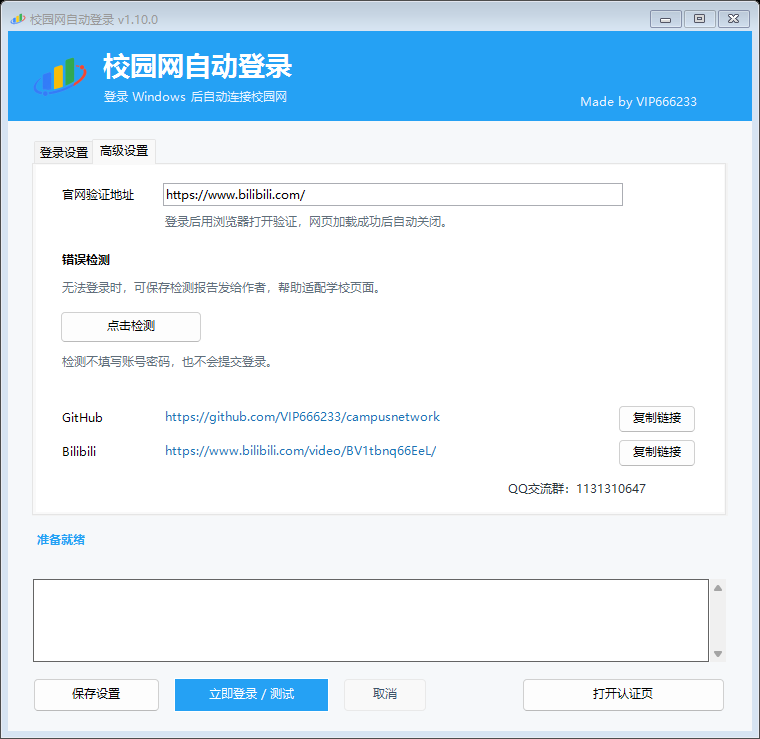 校园网自动登录 v1.10.0
校园网自动登录
登录 Windows 后自动连接校园网
Made by VIP666233
登录设置 高级设置
官网验证地址 https://www.bilibili.com/
登录后用浏览器打开验证，网页加载成功后自动关闭。
错误检测
无法登录时，可保存检测报告发给作者，帮助适配学校页面。
点击检测
检测不填写账号密码，也不会提交登录。
GitHub https://github.com/VIP666233/campusnetwork 复制链接
Bilibili https://www.bilibili.com/video/BV1tbnq66EeL/ 复制链接
QQ交流群：1131310647
准备就绪
保存设置 立即登录 / 测试 取消 打开认证页